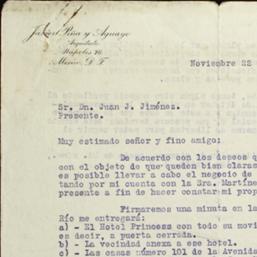 Jaime I. Piña y Aguayo
Arquitecto
Nápoles 76
México, D. F.
Noviembre 22
Sr. Dn. Juan J. Jiménez.
Presente.
Muy estimado señor y fino amigo:
De acuerdo con los deseos q
con el objeto de que queden bien claras
es posible llevar a cabo el negocio de
tando por mi cuenta con la Sra. Martíne
presente a fin de hacer constar mi prop
Firmaremos una minuta en la
Río me entregará:
a) - El Hotel Princess con todo su movi
es decir, a puerta cerrada.
b) - La vecindad anexa a ese hotel.
c) - Las casas número 101 de la Avenida